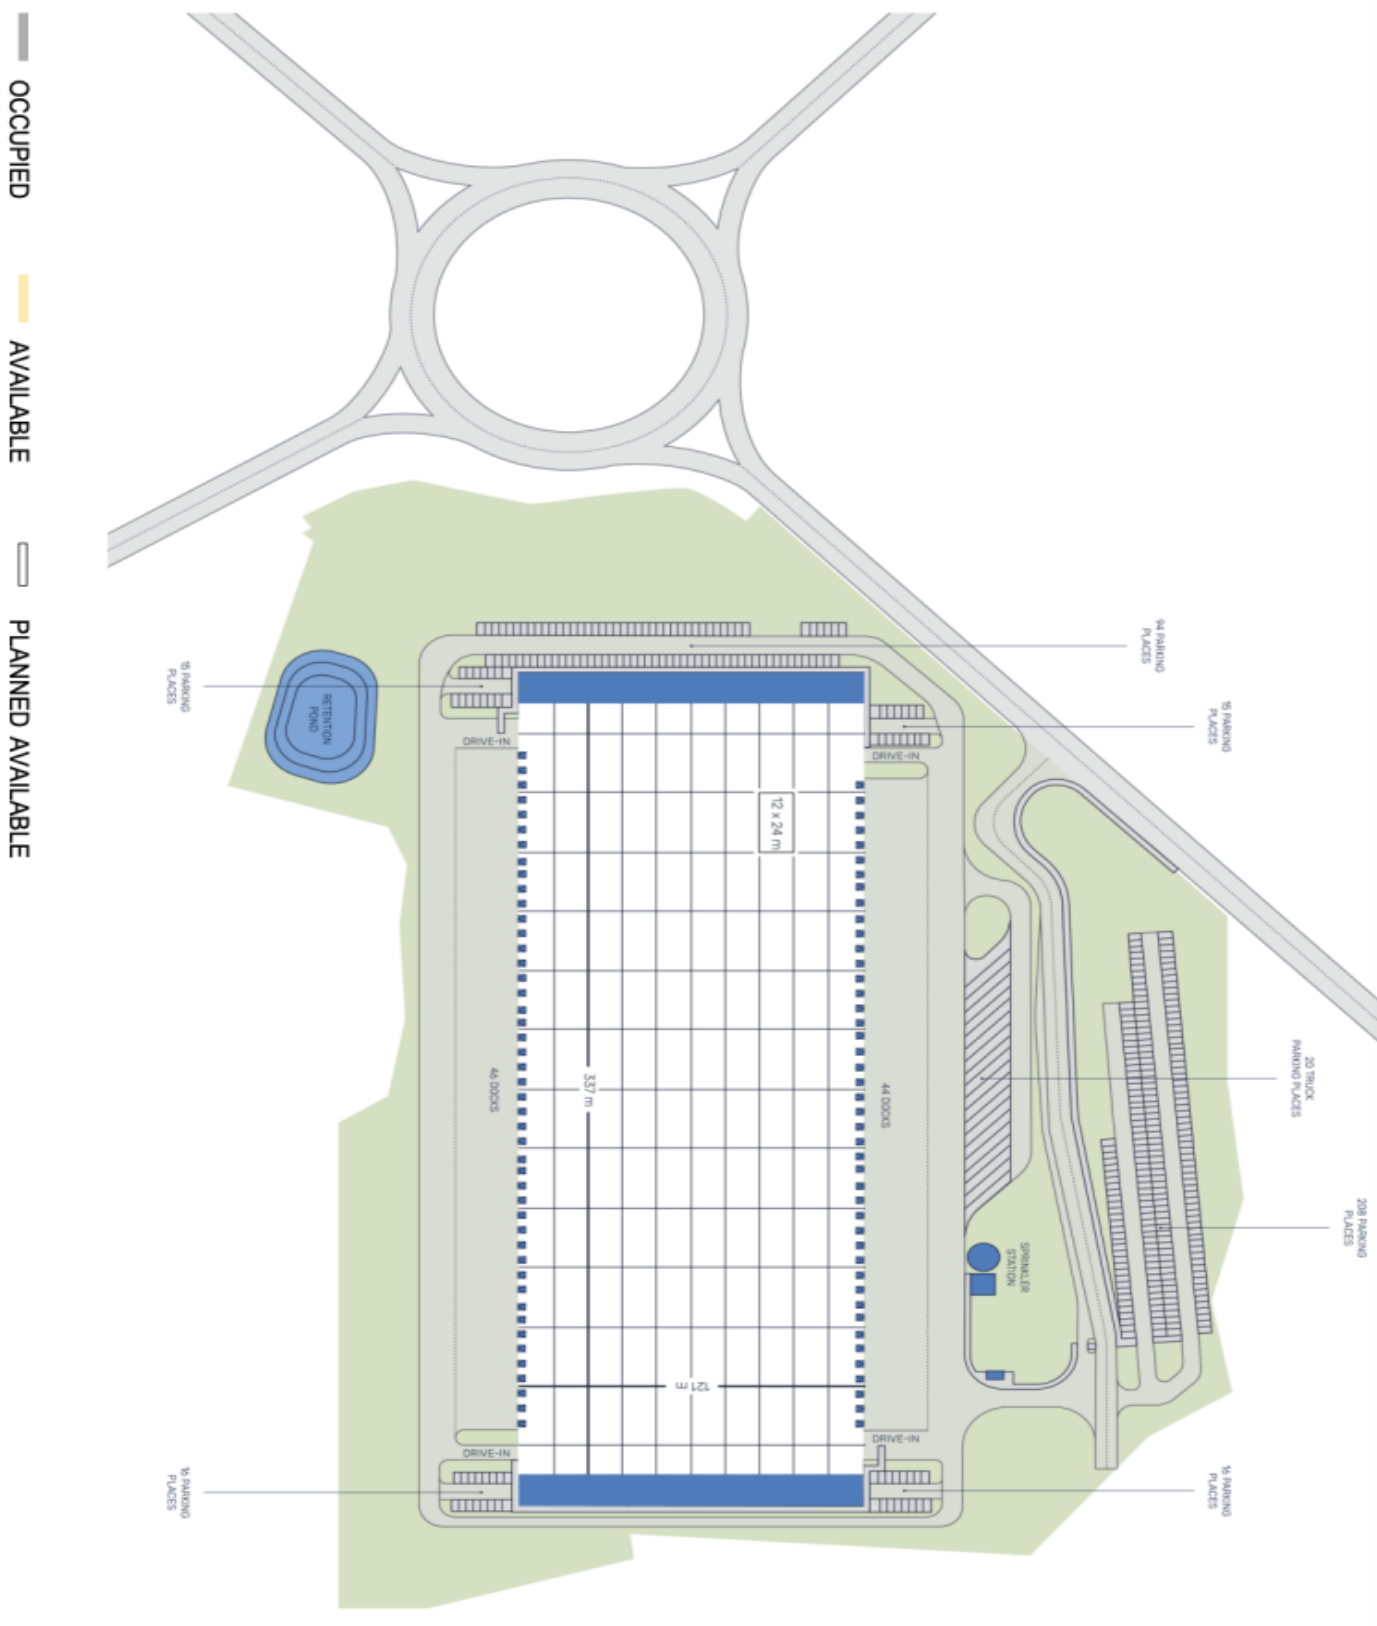 OCCUPIED
AVAILABLE
PLANNED AVAILABLE
94 PARKING
PLACES
15 PARKING
PLACES
15 PARKING
PLACES
RETENTION
POND
DRIVE-IN
DRIVE-IN
12 x 24 m
337 m
46 DOCKS
44 DOCKS
20 TRUCK
PARKING PLACES
208 PARKING
PLACES
SPRINKLER
STATION
121 m
DRIVE-IN
DRIVE-IN
16 PARKING
PLACES
16 PARKING
PLACES